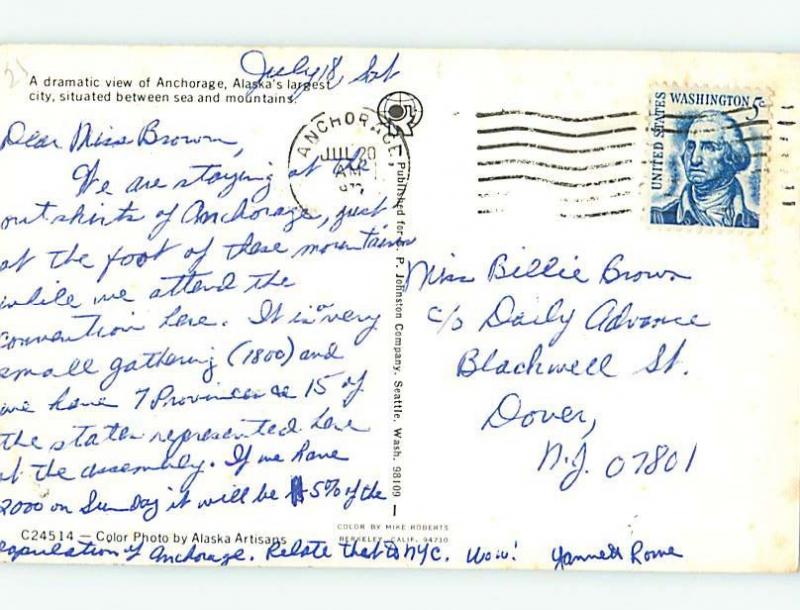 July 18, Sat
A dramatic view of Anchorage, Alaska's largest
city, situated between sea and mountains.
Dear Miss Brown,
We are staying at the
outskirts of Anchorage, just
at the foot of these mountains
while we attend the
convention here. It is a very
small gathering (1800) and
we have 7 Provinces &
15 of
the states represented here
at the assembly. If we have
2000 on Sunday it will be 5% of the
population of Anchorage. Relate that to NYC. Wow!
C24514 — Color Photo by Alaska Artisans
COLOR BY MIKE ROBERTS
BERKELEY, CALIF. 94710
Published for J. P. Johnston Company, Seattle, Wash. 98109
ANCHORAGE
JUL 20
AM
UNITED STATES
WASHINGTON 5c
Miss Billie Brown
c/o Daily Advance
Blackwell St.
Dover,
N.J. 07801